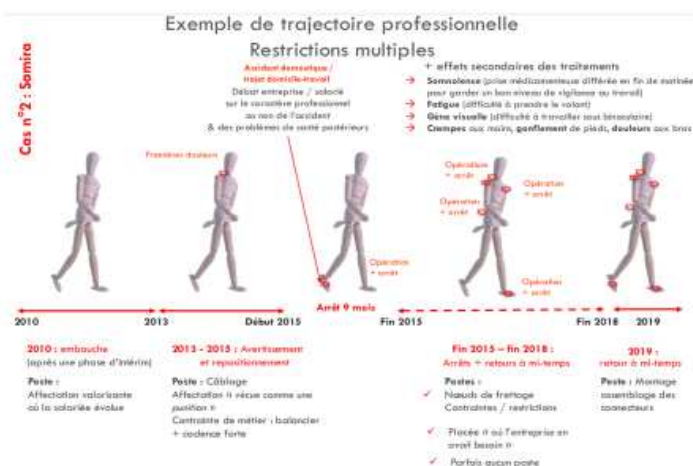 Exemple de trajectoire professionnelle
Restrictions multiples
Cas n°2 : Samira
Accident domestique /
trajet domicile-travail
Débat entreprise / salarié
sur le caractère professionnel
ou non de l'accident
& des problèmes de santé postérieurs
+ effets secondaires des traitements
→ Somnolence (prise médicamenteuse différée en fin de matinée
pour garder un bon niveau de vigilance au travail)
→ Fatigue (difficulté à prendre le volant)
→ Gêne visuelle (difficulté à travailler sous binoculaire)
→ Crampes aux mains, gonflement de pieds, douleurs aux bras
Premières douleurs
Opération
+ arrêt
Opération
+ arrêt
Opération
+ arrêt
Opération
+ arrêt
Opération
+ arrêt
Arrêt 9 mois
2010
2013
Début 2015
Fin 2015
Fin 2018
2019
2010 : embauche
(après une phase d'intérim)
Poste :
Affectation valorisante
où la salariée évolue
2013 - 2015 : Avertissement
et repositionnement
Poste : Câblage
Affectation « vécue comme une
punition »
Contrainte de métier : balancier
+ cadence forte
Fin 2015 – fin 2018 :
Arrêts + retours à mi-temps
Postes :
✓ Nœuds de frettage
Contraintes / restrictions
✓ Placée « où l'entreprise en
avait besoin »
✓ Parfois aucun poste
2019 :
retour à mi-temps
Poste : Montage
assemblage des
connecteurs